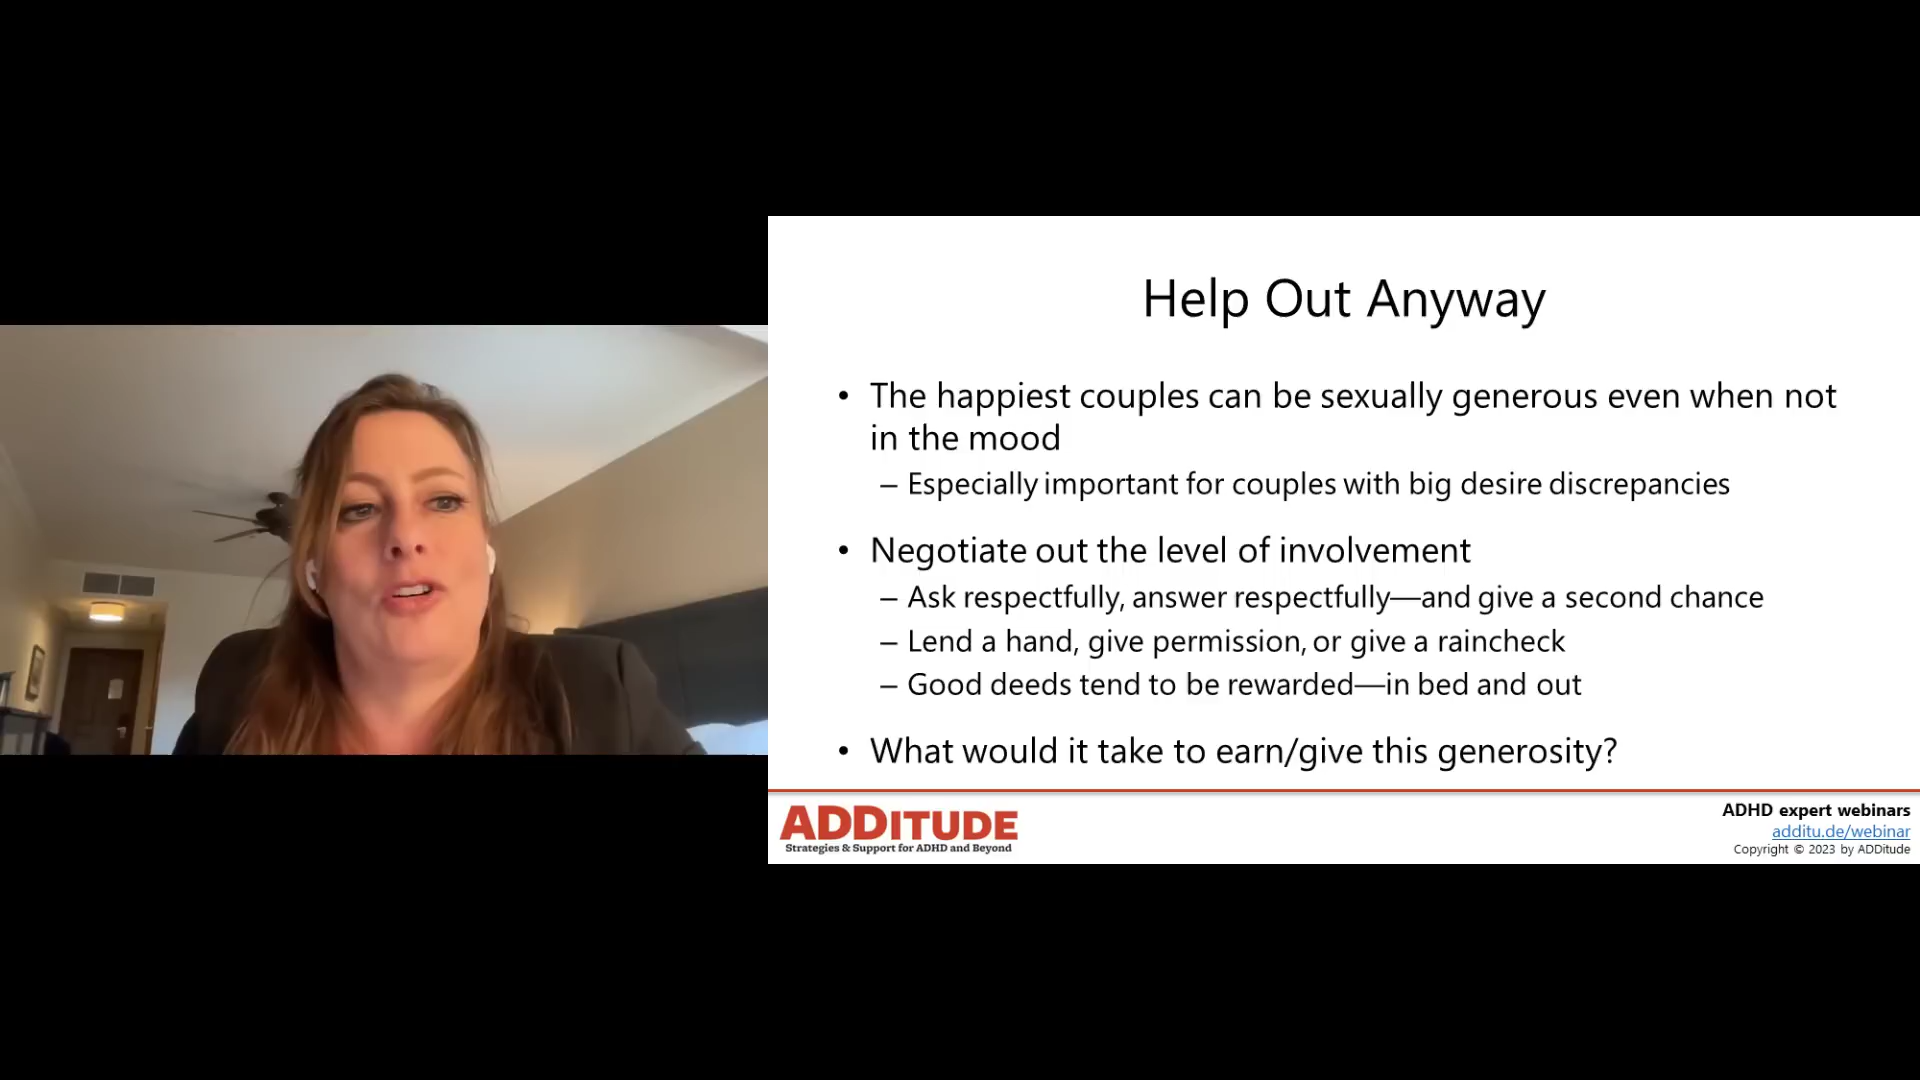 Help Out Anyway
• The happiest couples can be sexually generous even when not
in the mood
– Especially important for couples with big desire discrepancies
• Negotiate out the level of involvement
– Ask respectfully, answer respectfully—and give a second chance
– Lend a hand, give permission, or give a raincheck
– Good deeds tend to be rewarded—in bed and out
• What would it take to earn/give this generosity?
ADDITUDE
Strategies & Support for ADHD and Beyond
ADHD expert webinars
additu.de/webinar
Copyright © 2023 by ADDitude